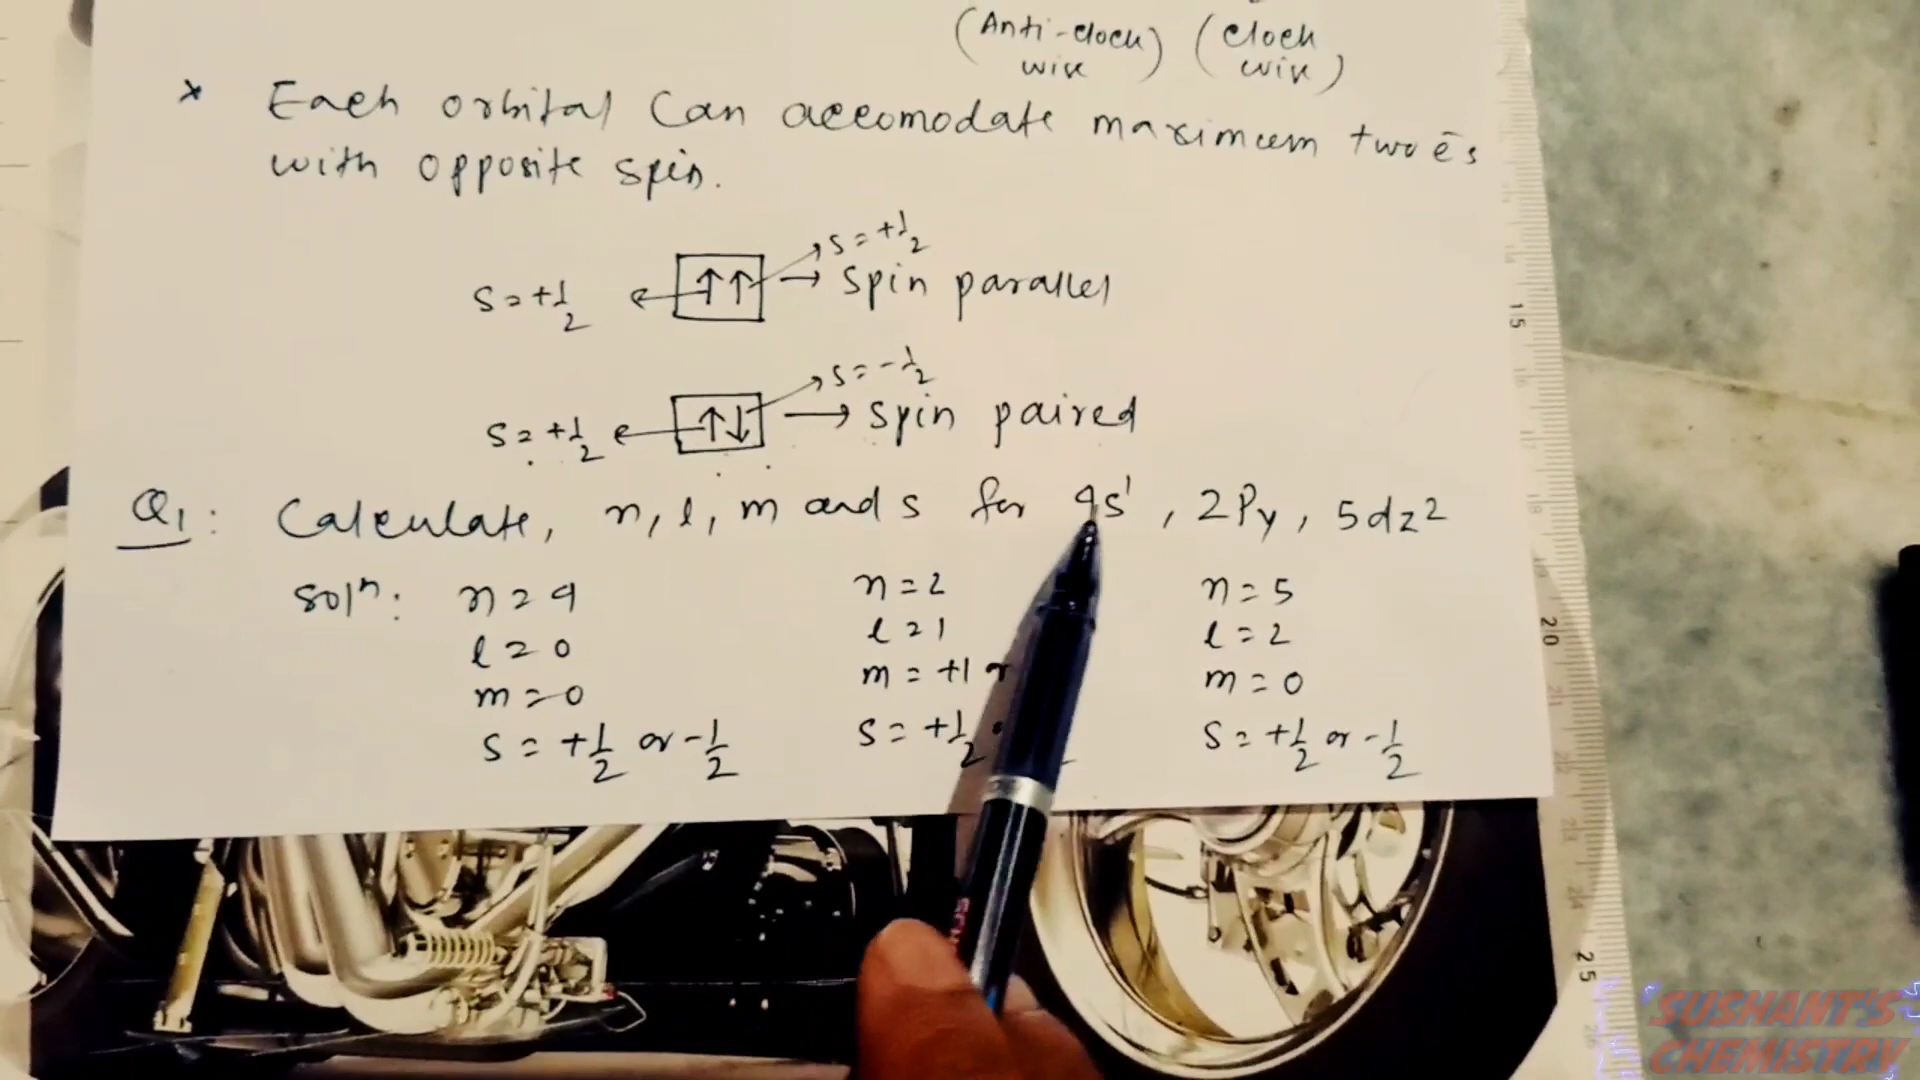 (Anti-clock wise) (clock wise)
* Each orbital can accomodate maximum two ēs
with opposite spin.
s=+1/2
s=+1/2 ← ↑↑ → spin parallel
s=-1/2
s=+1/2 ← ↑↓ → spin paired
Q1: Calculate, n, l, m and s for 4s¹, 2Py, 5dz²
Solⁿ: n=4 n=2 n=5
l=0 l=1 l=2
m=0 m=+1 m=0
s=+1/2 or -1/2 s=+1/2 s=+1/2 or -1/2
15
20
25
SUSHANT'S
CHEMISTRY